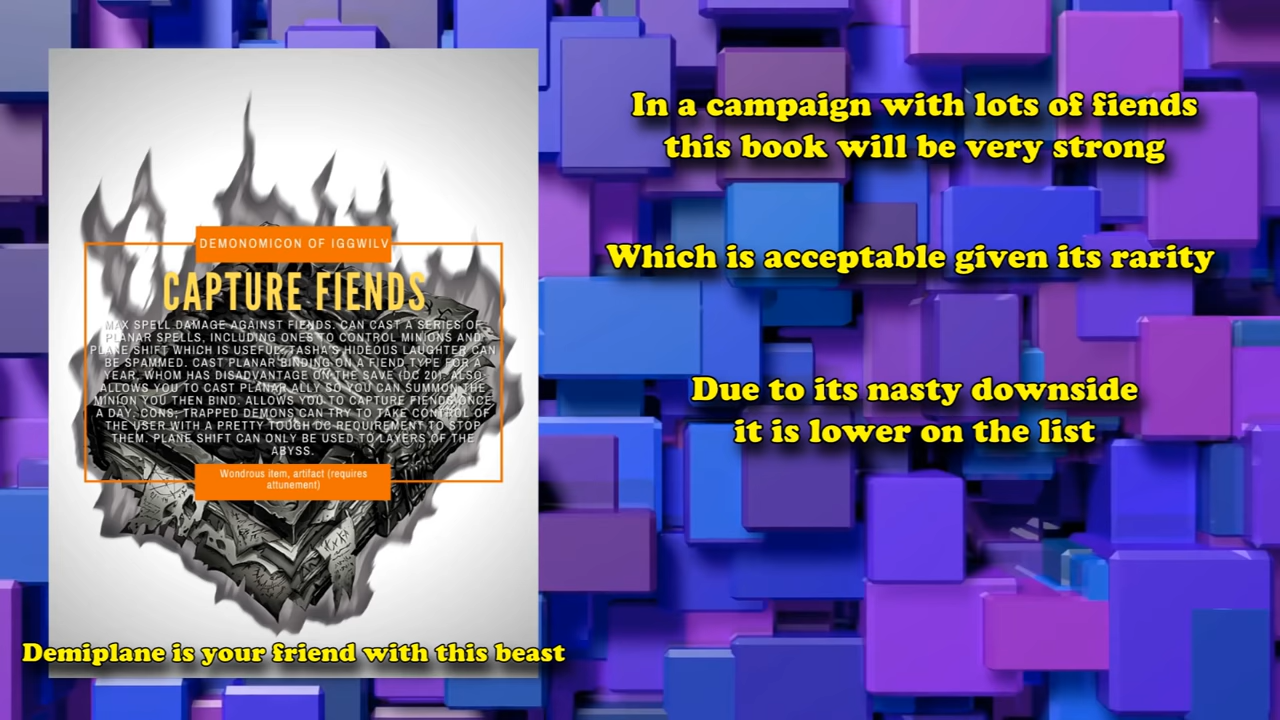 DEMONOMICON OF IGGWILV
CAPTURE FIENDS
MAX SPELL DAMAGE AGAINST FIENDS. CAN CAST A SERIES OF
PLANAR SPELLS, INCLUDING ONES TO CONTROL MINIONS AND
PLANE SHIFT WHICH IS USEFUL. TASHA'S HIDEOUS LAUGHTER CAN
BE SPAMMED. CAST PLANAR BINDING ON A FIEND TYPE FOR A
YEAR, WHOM HAS DISADVANTAGE ON THE SAVE (DC 20). ALSO
ALLOWS YOU TO CAST PLANAR ALLY SO YOU CAN SUMMON THE
MINION YOU THEN BIND. ALLOWS YOU TO CAPTURE FIENDS ONCE
A DAY. CONS; TRAPPED DEMONS CAN TRY TO TAKE CONTROL OF
THE USER WITH A PRETTY TOUGH DC REQUIREMENT TO STOP
THEM. PLANE SHIFT CAN ONLY BE USED TO LAYERS OF THE
ABYSS.
Wondrous item, artifact (requires
attunement)
Demiplane is your friend with this beast
In a campaign with lots of fiends
this book will be very strong
Which is acceptable given its rarity
Due to its nasty downside
it is lower on the list